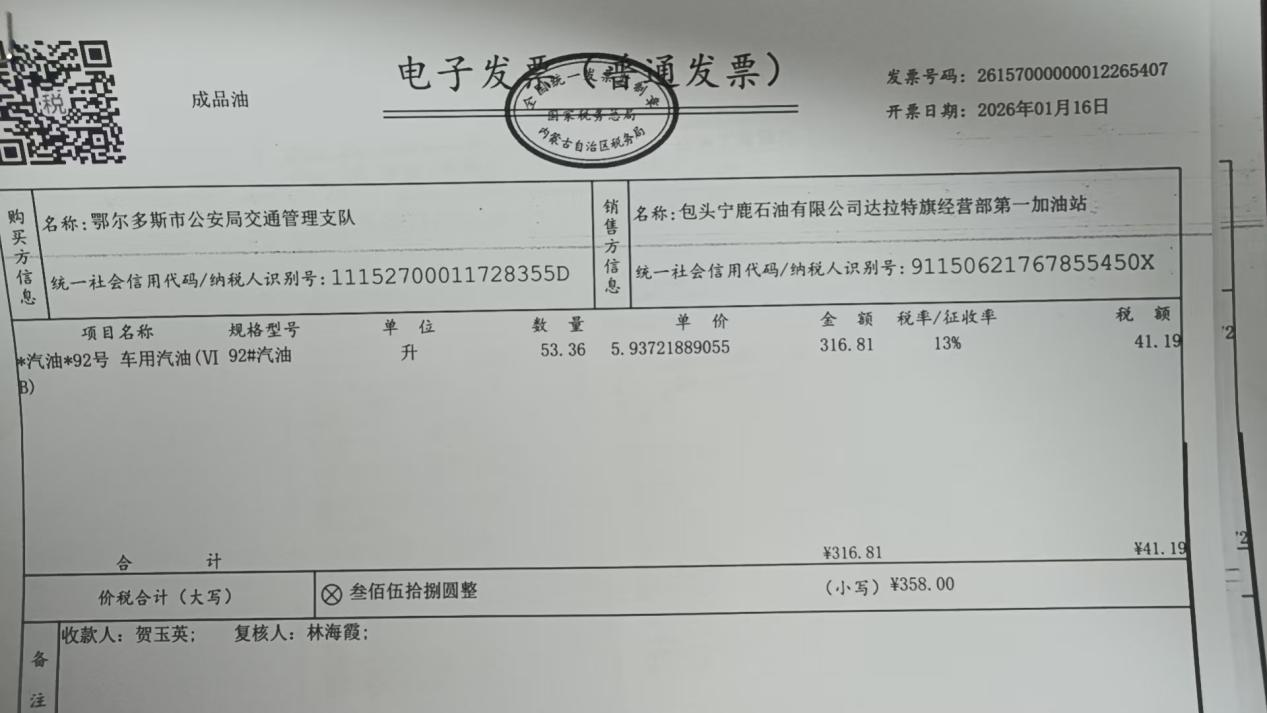 电子发票（普通发票）
税
成品油
全国统一发票监制章
国家税务总局
内蒙古自治区税务局
发票号码：26157000000012265407
开票日期：2026年01月16日
购买方信息
名称：鄂尔多斯市公安局交通管理支队
统一社会信用代码/纳税人识别号：11152700011728355D
销售方信息
名称：包头宁鹿石油有限公司达拉特旗经营部第一加油站
统一社会信用代码/纳税人识别号：91150621767855450X
项目名称 规格型号 单 位 数 量 单 价 金 额 税率/征收率 税 额
*汽油*92号 车用汽油(VI 92#汽油 升 53.36 5.93721889055 316.81 13% 41.19
B)
合 计 ¥316.81 ¥41.19
价税合计（大写） ⊗ 叁佰伍拾捌圆整 （小写）¥358.00
备注
收款人：贺玉英; 复核人：林海霞;